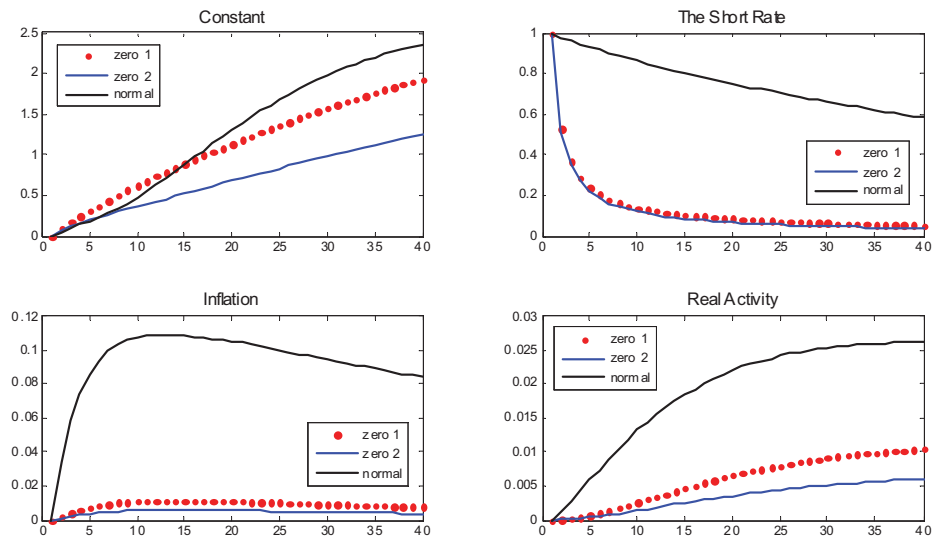 Constant
2.5
2
1.5
1
0.5
0
zero 1
zero 2
normal
0 5 10 15 20 25 30 35 40
The Short Rate
1
0.8
0.6
0.4
0.2
0
zero 1
zero 2
normal
0 5 10 15 20 25 30 35 40
Inflation
0.12
0.1
0.08
0.06
0.04
0.02
0
zero 1
zero 2
normal
0 5 10 15 20 25 30 35 40
Real Activity
0.03
0.025
0.02
0.015
0.01
0.005
0
zero 1
zero 2
normal
0 5 10 15 20 25 30 35 40